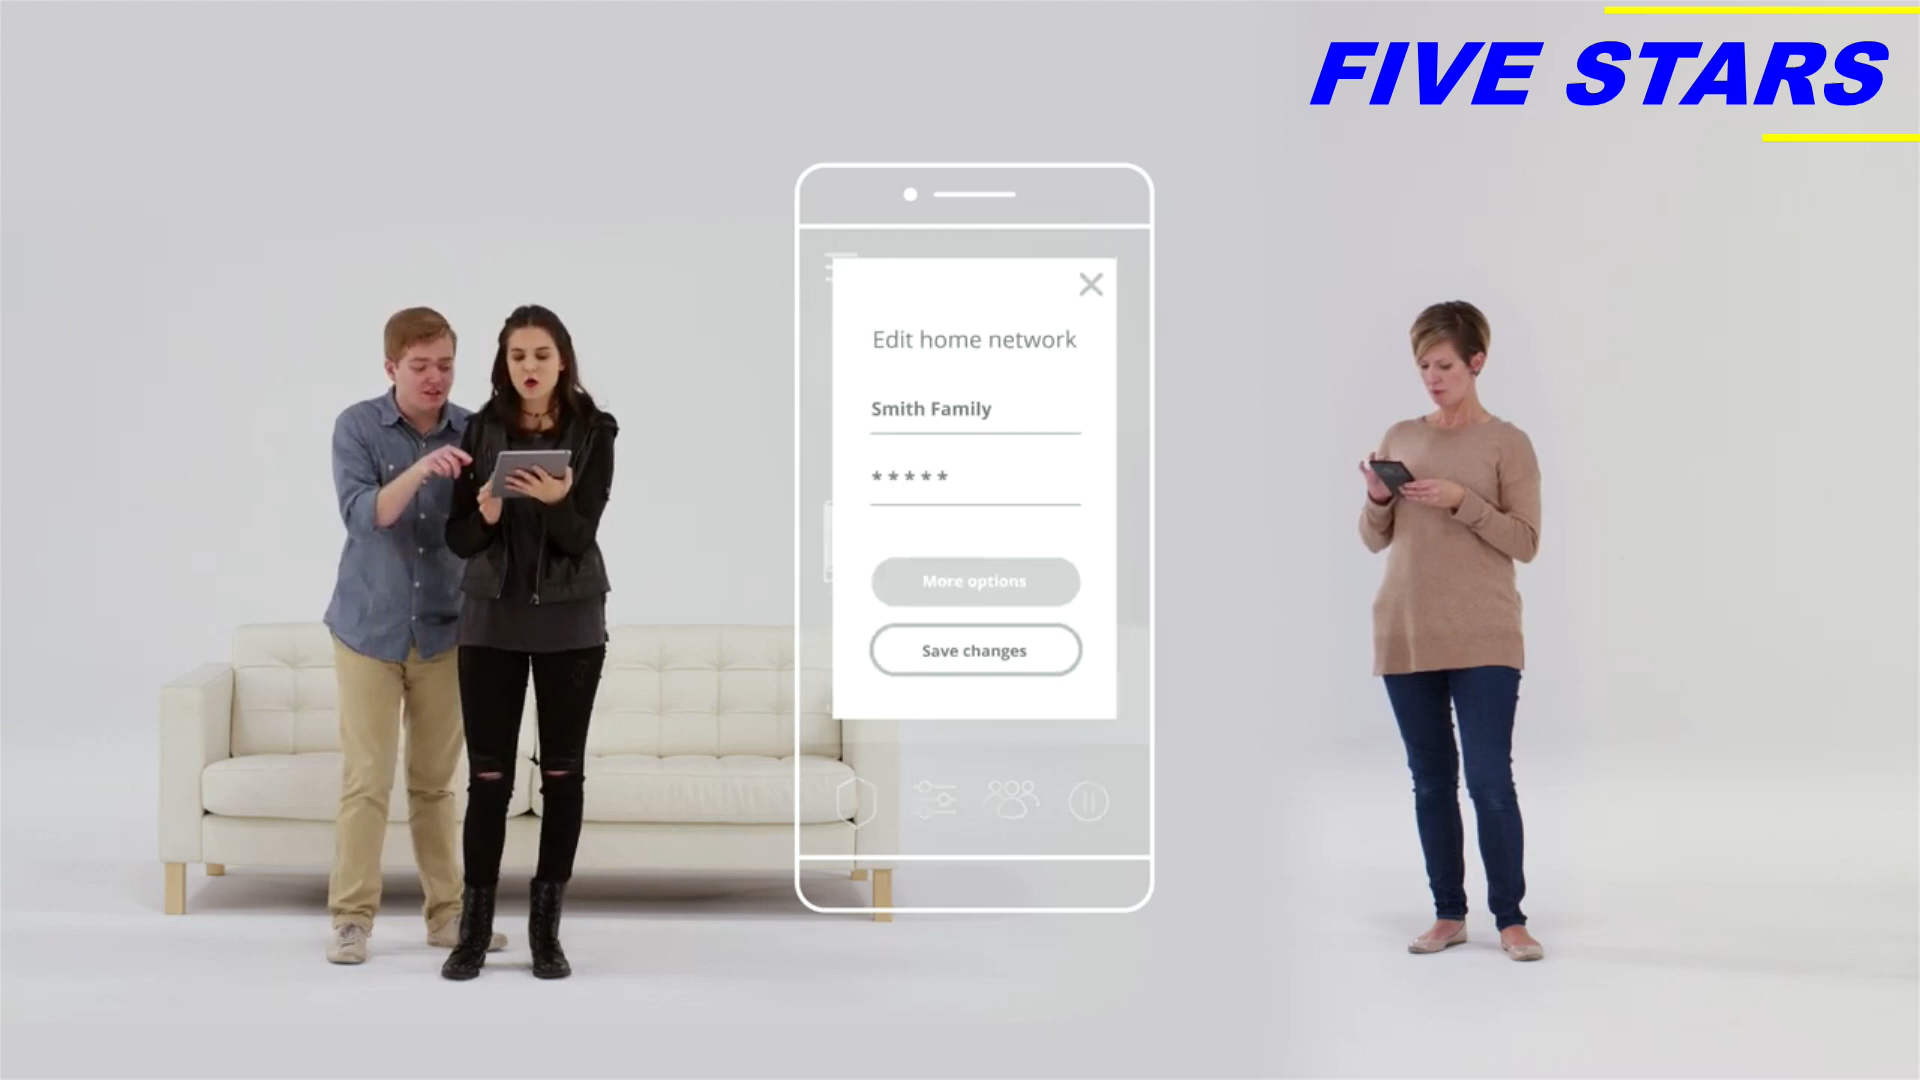 FIVE STARS
Edit home network
Smith Family
*****
More options
Save changes